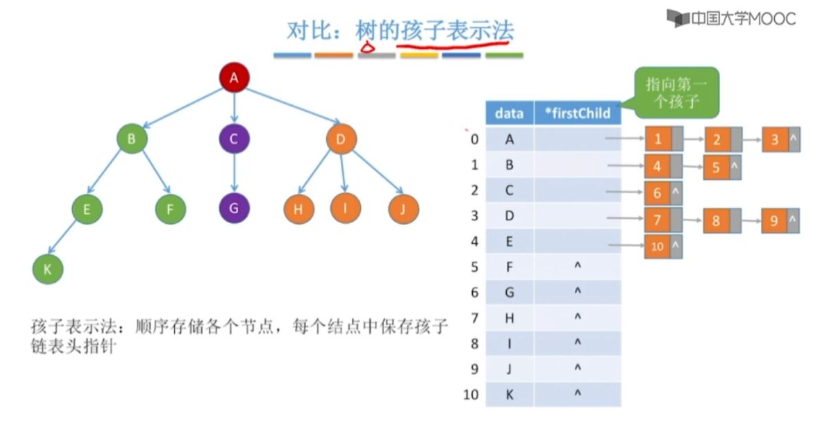 中国大学MOOC
对比：树的孩子表示法
指向第一
个孩子
A
B
C
D
E
F
G
H
I
J
K
data *firstChild
0 A 1 2 3 ^
1 B 4 5 ^
2 C 6 ^
3 D 7 8 9 ^
4 E 10 ^
5 F ^
6 G ^
7 H ^
8 I ^
9 J ^
10 K ^
孩子表示法：顺序存储各个节点，每个结点中保存孩子
链表头指针